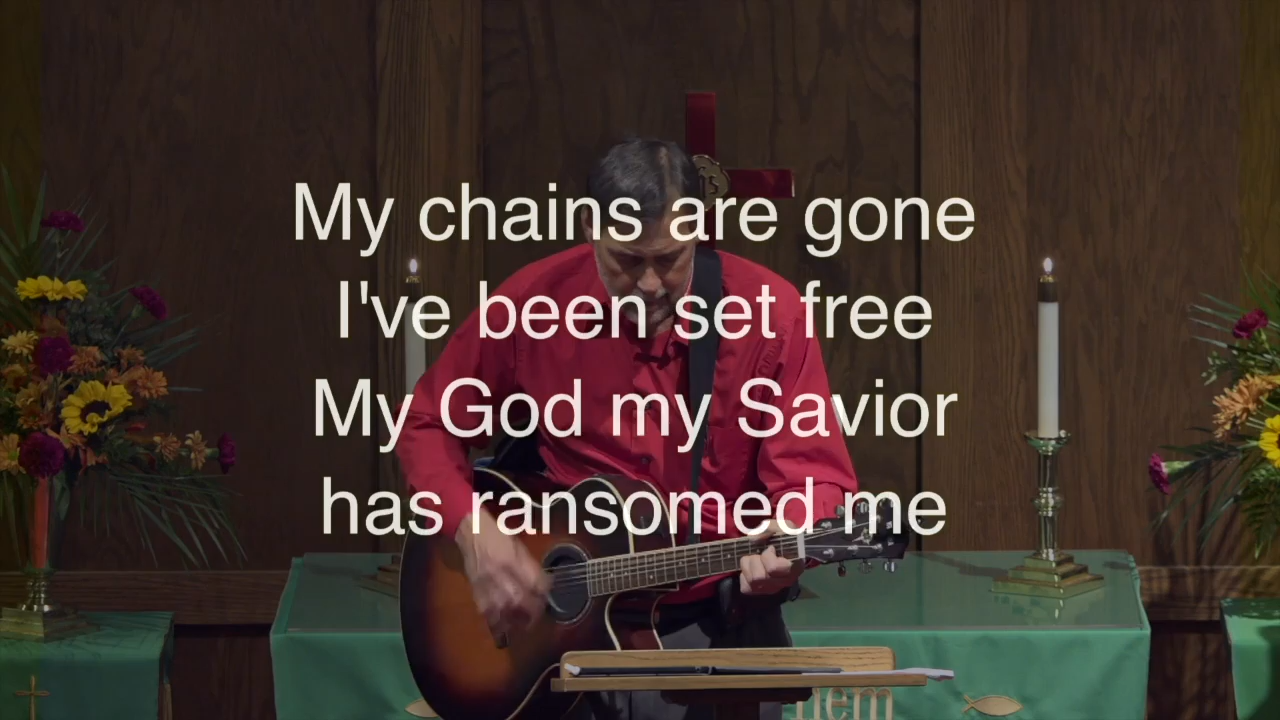 My chains are gone
I've been set free
My God my Savior
has ransomed me